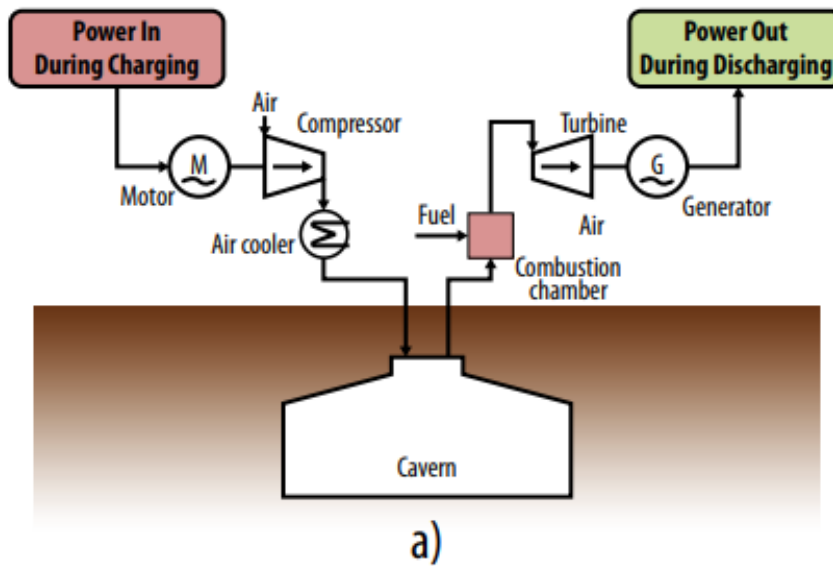 Power In
During Charging
Power Out
During Discharging
Air
Compressor
Turbine
M
G
Motor
Air cooler
Fuel
Air
Generator
Combustion
chamber
Cavern
a)